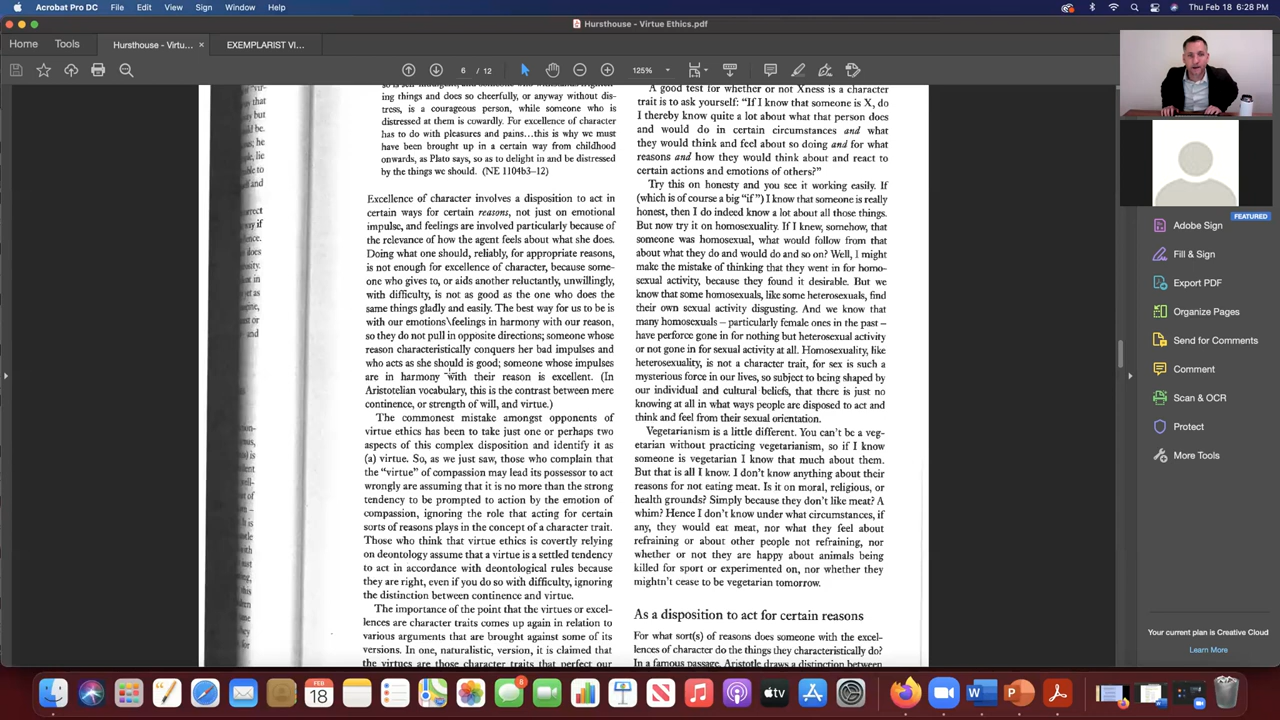 Acrobat Pro DC File Edit View Sign Window Help
Thu Feb 18 6:28 PM
Hursthouse - Virtue Ethics.pdf
Home Tools Hursthouse - Virtu... × EXEMPLARIST VI...
6 / 12 125%
ing things and does so cheerfully, or anyway without dis-
tress, is a courageous person, while someone who is
distressed at them is cowardly. For excellence of character
has to do with pleasures and pains...this is why we must
have been brought up in a certain way from childhood
onwards, as Plato says, so as to delight in and be distressed
by the things we should. (NE 1104b3–12)
Excellence of character involves a disposition to act in
certain ways for certain reasons, not just on emotional
impulse, and feelings are involved particularly because of
the relevance of how the agent feels about what she does.
Doing what one should, reliably, for appropriate reasons,
is not enough for excellence of character, because some-
one who gives to, or aids another reluctantly, unwillingly,
with difficulty, is not as good as the one who does the
same things gladly and easily. The best way for us to be is
with our emotions\feelings in harmony with our reason,
so they do not pull in opposite directions; someone whose
reason characteristically conquers her bad impulses and
who acts as she should is good; someone whose impulses
are in harmony with their reason is excellent. (In
Aristotelian vocabulary, this is the contrast between mere
continence, or strength of will, and virtue.)
The commonest mistake amongst opponents of
virtue ethics has been to take just one or perhaps two
aspects of this complex disposition and identify it as
(a) virtue. So, as we just saw, those who complain that
the "virtue" of compassion may lead its possessor to act
wrongly are assuming that it is no more than the strong
tendency to be prompted to action by the emotion of
compassion, ignoring the role that acting for certain
sorts of reasons plays in the concept of a character trait.
Those who think that virtue ethics is covertly relying
on deontology assume that a virtue is a settled tendency
to act in accordance with deontological rules because
they are right, even if you do so with difficulty, ignoring
the distinction between continence and virtue.
The importance of the point that the virtues or excel-
lences are character traits comes up again in relation to
various arguments that are brought against some of its
versions. In one, naturalistic, version, it is claimed that
the virtues are those character traits that perfect our
A good test for whether or not Xness is a character
trait is to ask yourself: "If I know that someone is X, do
I thereby know quite a lot about what that person does
and would do in certain circumstances and what
they would think and feel about so doing and for what
reasons and how they would think about and react to
certain actions and emotions of others?"
Try this on honesty and you see it working easily. If
(which is of course a big "if") I know that someone is really
honest, then I do indeed know a lot about all those things.
But now try it on homosexuality. If I knew, somehow, that
someone was homosexual, what would follow from that
about what they do and would do and so on? Well, I might
make the mistake of thinking that they went in for homo-
sexual activity, because they found it desirable. But we
know that some homosexuals, like some heterosexuals, find
their own sexual activity disgusting. And we know that
many homosexuals – particularly female ones in the past –
have perforce gone in for nothing but heterosexual activity
or not gone in for sexual activity at all. Homosexuality, like
heterosexuality, is not a character trait, for sex is such a
mysterious force in our lives, so subject to being shaped by
our individual and cultural beliefs, that there is just no
knowing at all in what ways people are disposed to act and
think and feel from their sexual orientation.
Vegetarianism is a little different. You can't be a veg-
etarian without practicing vegetarianism, so if I know
someone is vegetarian I know that much about them.
But that is all I know. I don't know anything about their
reasons for not eating meat. Is it on moral, religious, or
health grounds? Simply because they don't like meat? A
whim? Hence I don't know under what circumstances, if
any, they would eat meat, nor what they feel about
refraining or about other people not refraining, nor
whether or not they are happy about animals being
killed for sport or experimented on, nor whether they
mightn't cease to be vegetarian tomorrow.
As a disposition to act for certain reasons
For what sort(s) of reasons does someone with the excel-
lences of character do the things they characteristically do?
In a famous passage, Aristotle draws a distinction between
FEATURED
Adobe Sign
Fill & Sign
Export PDF
Organize Pages
Send for Comments
Comment
Scan & OCR
Protect
More Tools
Your current plan is Creative Cloud
Learn More
FEB
18
8
tv